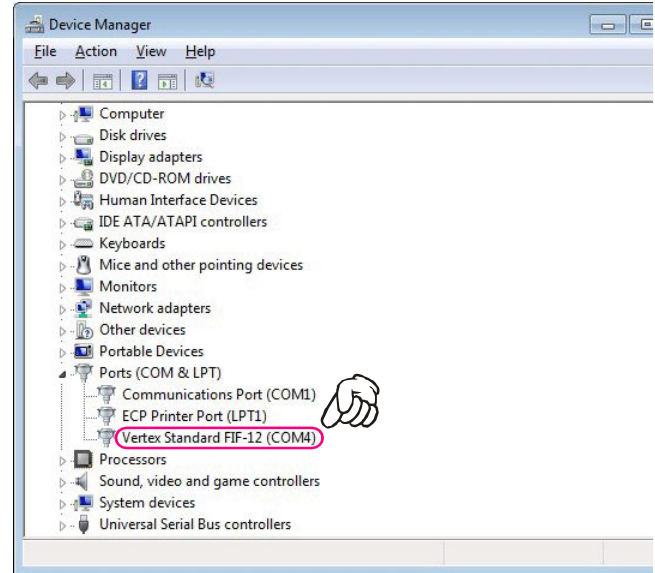 Device Manager
File Action View Help
Computer
Disk drives
Display adapters
DVD/CD-ROM drives
Human Interface Devices
IDE ATA/ATAPI controllers
Keyboards
Mice and other pointing devices
Monitors
Network adapters
Other devices
Portable Devices
Ports (COM & LPT)
Communications Port (COM1)
ECP Printer Port (LPT1)
Vertex Standard FIF-12 (COM4)
Processors
Sound, video and game controllers
System devices
Universal Serial Bus controllers